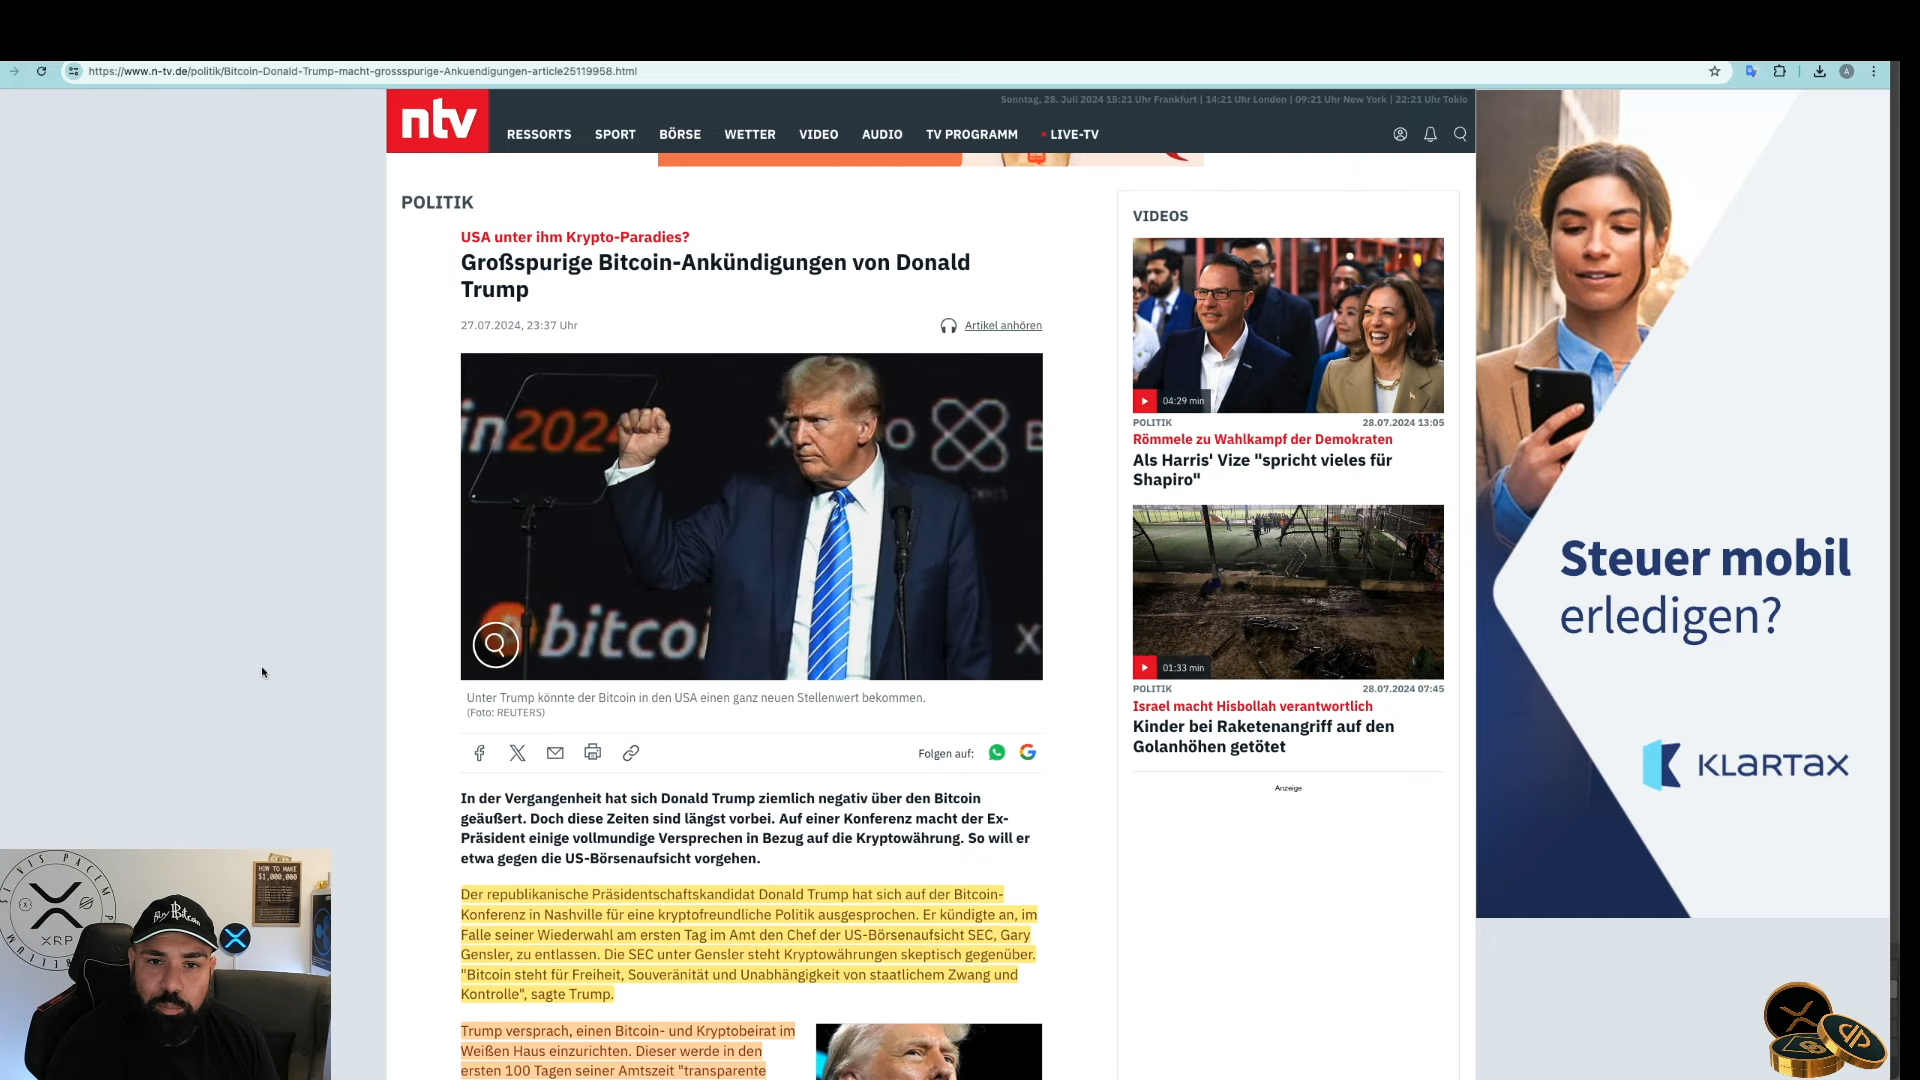 https://www.n-tv.de/politik/Bitcoin-Donald-Trump-macht-grossspurige-Ankuendigungen-article25119958.html
A
ntv
Sonntag, 28. Juli 2024 15:21 Uhr Frankfurt | 14:21 Uhr London | 09:21 Uhr New York | 22:21 Uhr Tokio
RESSORTS SPORT BÖRSE WETTER VIDEO AUDIO TV PROGRAMM LIVE-TV
POLITIK
USA unter ihm Krypto-Paradies?
Großspurige Bitcoin-Ankündigungen von Donald
Trump
27.07.2024, 23:37 Uhr
Artikel anhören
in2024
bitcoi
Unter Trump könnte der Bitcoin in den USA einen ganz neuen Stellenwert bekommen.
(Foto: REUTERS)
Folgen auf:
In der Vergangenheit hat sich Donald Trump ziemlich negativ über den Bitcoin
geäußert. Doch diese Zeiten sind längst vorbei. Auf einer Konferenz macht der Ex-
Präsident einige vollmundige Versprechen in Bezug auf die Kryptowährung. So will er
etwa gegen die US-Börsenaufsicht vorgehen.
Der republikanische Präsidentschaftskandidat Donald Trump hat sich auf der Bitcoin-
Konferenz in Nashville für eine kryptofreundliche Politik ausgesprochen. Er kündigte an, im
Falle seiner Wiederwahl am ersten Tag im Amt den Chef der US-Börsenaufsicht SEC, Gary
Gensler, zu entlassen. Die SEC unter Gensler steht Kryptowährungen skeptisch gegenüber.
"Bitcoin steht für Freiheit, Souveränität und Unabhängigkeit von staatlichem Zwang und
Kontrolle", sagte Trump.
Trump versprach, einen Bitcoin- und Kryptobeirat im
Weißen Haus einzurichten. Dieser werde in den
ersten 100 Tagen seiner Amtszeit "transparente
VIDEOS
04:29 min
POLITIK 28.07.2024 13:05
Römmele zu Wahlkampf der Demokraten
Als Harris' Vize "spricht vieles für
Shapiro"
01:33 min
POLITIK 28.07.2024 07:45
Israel macht Hisbollah verantwortlich
Kinder bei Raketenangriff auf den
Golanhöhen getötet
Anzeige
Steuer mobil
erledigen?
KLARTAX
XRP
HOW TO MAKE
$1,000,000